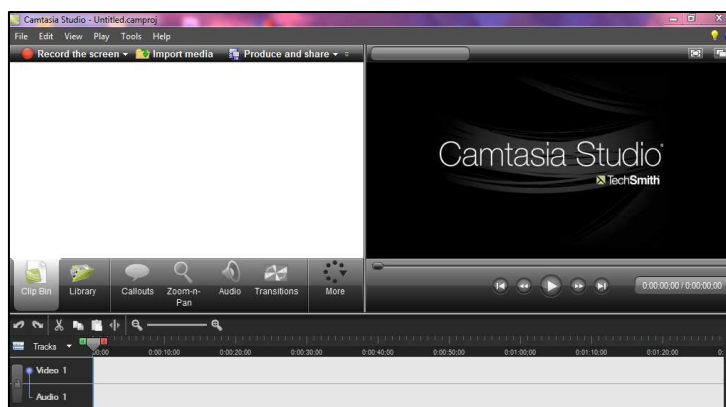 Camtasia Studio - Untitled.camproj
File Edit View Play Tools Help
Record the screen Import media Produce and share
Camtasia Studio®
TechSmith
Clip Bin Library Callouts Zoom-n-Pan Audio Transitions More
0:00:00;00 / 0:00:00;00
Tracks 0:00:10;00 0:00:20;00 0:00:30;00 0:00:40;00 0:00:50;00 0:01:00;00 0:01:10;00 0:01:20;00
Video 1
Audio 1